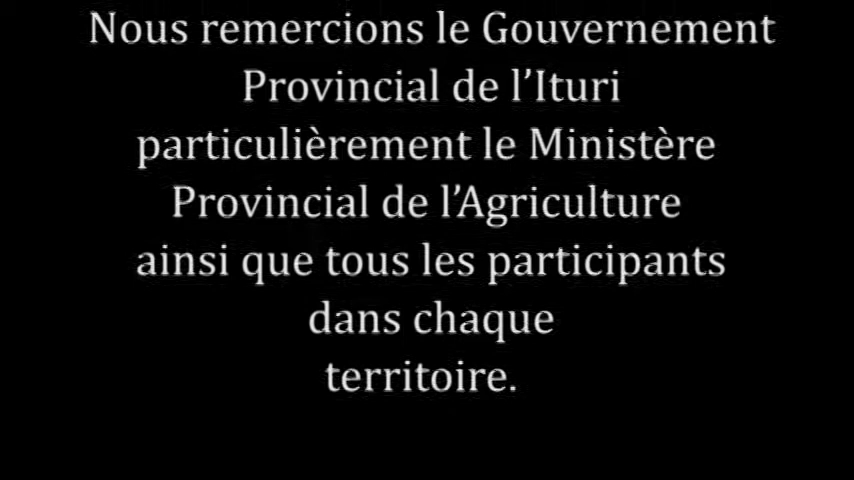 Nous remercions le Gouvernement
Provincial de l’Ituri
particulièrement le Ministère
Provincial de l’Agriculture
ainsi que tous les participants
dans chaque
territoire.